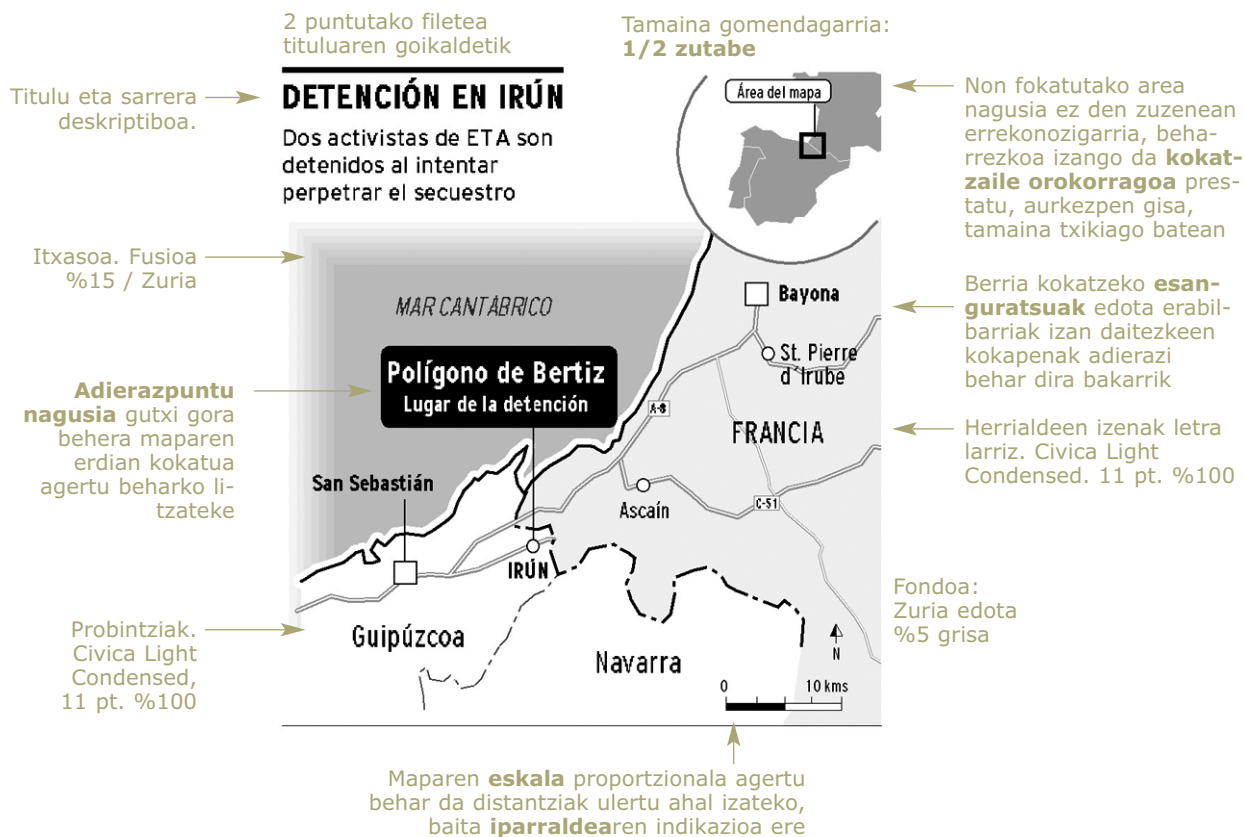 2 puntutako filetea
tituluaren goikaldetik
Tamaina gomendagarria:
1/2 zutabe
Titulu eta sarrera
deskriptiboa.
DETENCIÓN EN IRÚN
Dos activistas de ETA son
detenidos al intentar
perpetrar el secuestro
Área del mapa
Non fokatutako area
nagusia ez den zuzenean
errekonozigarria, beha-
rrezkoa izango da kokat-
zaile orokorragoa pres-
tatu, aurkezpen gisa,
tamaina txikiago batean
Itxasoa. Fusioa
%15 / Zuria
MAR CANTÁBRICO
Bayona
St. Pierre
d´Irube
Berria kokatzeko esan-
guratsuak edota erabil-
barriak izan daitezkeen
kokapenak adierazi
behar dira bakarrik
Polígono de Bertiz
Lugar de la detención
Adierazpuntu
nagusia gutxi gora
behera maparen
erdian kokatua
agertu beharko li-
tzateke
A-8
FRANCIA
Herrialdeen izenak letra
larriz. Civica Light
Condensed. 11 pt. %100
San Sebastián
Ascaín
C-51
IRÚN
Fondoa:
Zuria edota
%5 grisa
Probintziak.
Civica Light
Condensed,
11 pt. %100
Guipúzcoa
Navarra
N
0 10 kms
Maparen eskala proportzionala agertu
behar da distantziak ulertu ahal izateko,
baita iparraldearen indikazioa ere